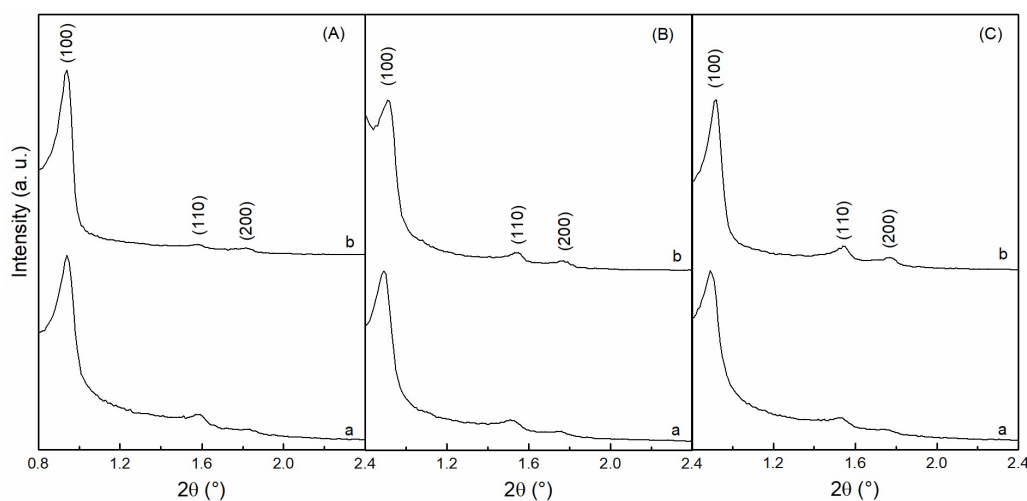 (A)
(100)
(110)
(200)
b
a
(B)
(100)
(110)
(200)
b
a
(C)
(100)
(110)
(200)
b
a
Intensity (a. u.)
0.8 1.2 1.6 2.0 2.4 1.2 1.6 2.0 2.4 1.2 1.6 2.0 2.4
2θ (°) 2θ (°) 2θ (°)